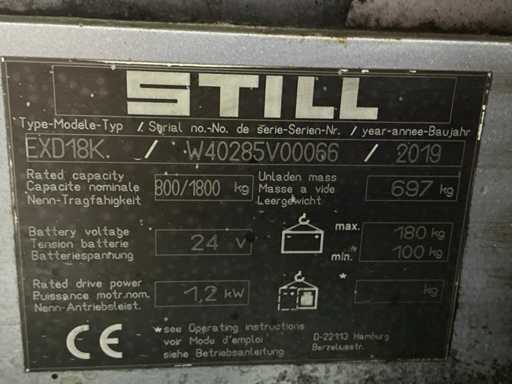 STILL
Type-Modele-Typ / Serial no.-No. de serie-Serien-Nr. / year-annee-Baujahr
EXD18K. / W40285V00066 / 2019
Rated capacity
Capacite nominale
Nenn-Tragfähigkeit
800/1800 kg
Unladen mass
Masse a vide
Leergewicht
697 kg
Battery voltage
Tension batterie
Batteriespannung
24 V
max. 180 kg
min. 100 kg
Rated drive power
Puissance motr.nom.
Nenn-Antriebsleist.
1,2 kW
* kg
CE
*see Operating instructions
voir Mode d'emploi
siehe Betriebsanleitung
D-22113 Hamburg
Berzeliusstr.